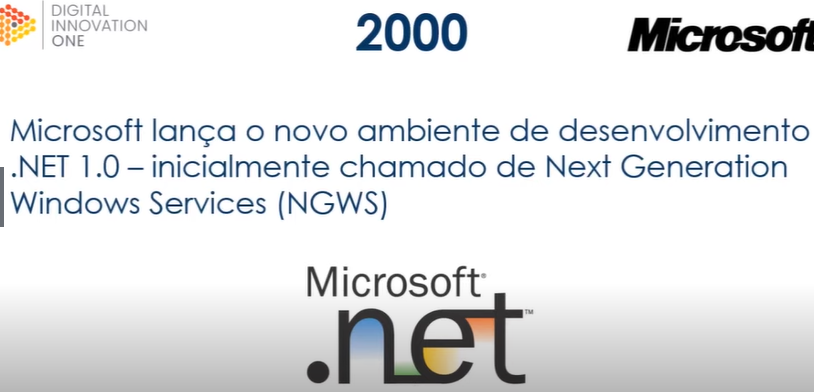 DIGITAL
INNOVATION
ONE
2000
Microsoft
Microsoft lança o novo ambiente de desenvolvimento
.NET 1.0 – inicialmente chamado de Next Generation
Windows Services (NGWS)
Microsoft®
.net™